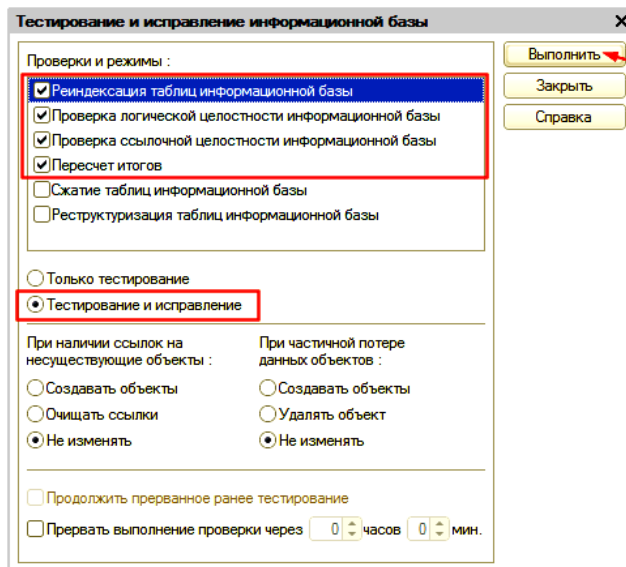 Тестирование и исправление информационной базы
Проверки и режимы :
Выполнить
Реиндексация таблиц информационной базы
Закрыть
Проверка логической целостности информационной базы
Справка
Проверка ссылочной целостности информационной базы
Пересчет итогов
Сжатие таблиц информационной базы
Реструктуризация таблиц информационной базы
Только тестирование
Тестирование и исправление
При наличии ссылок на
несуществующие объекты :
При частичной потере
данных объектов :
Создавать объекты
Создавать объекты
Очищать ссылки
Удалять объект
Не изменять
Не изменять
Продолжить прерванное ранее тестирование
Прервать выполнение проверки через 0 часов 0 мин.